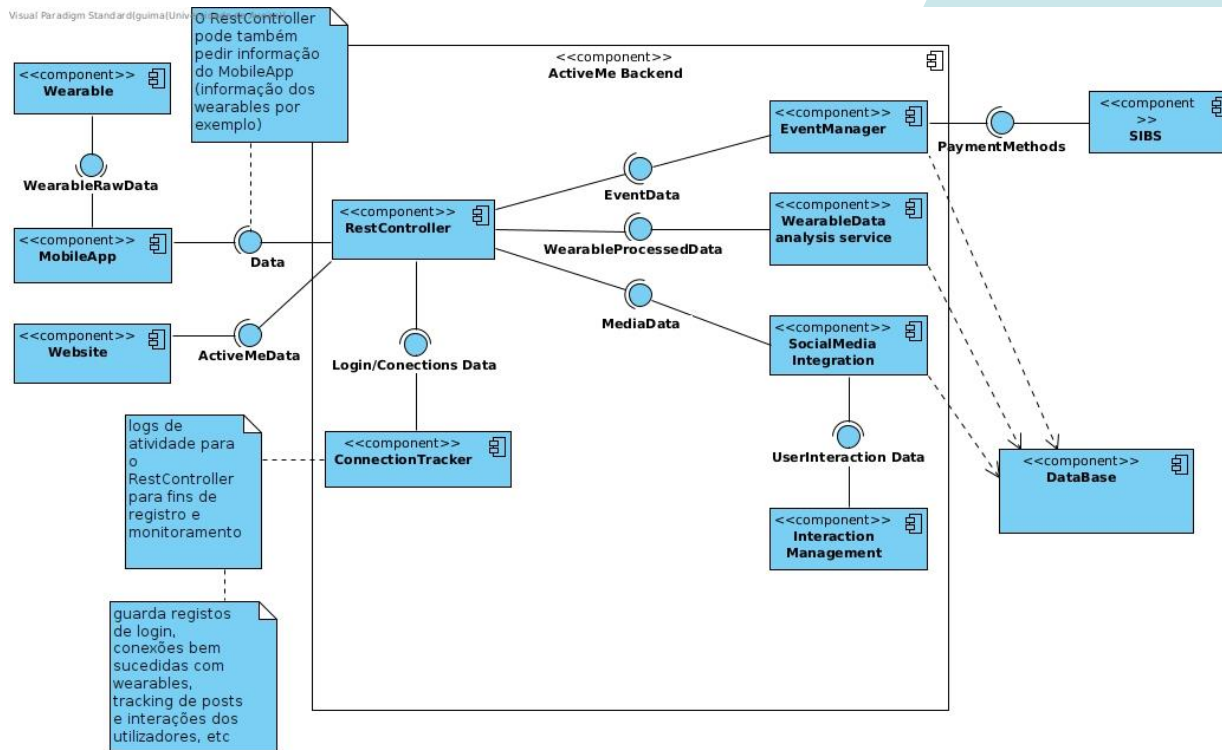 Visual Paradigm Standard(guima(Univ
O RestController
pode também
pedir informação
do MobileApp
(informação dos
wearables por
exemplo)
<<component>>
ActiveMe Backend
<<component>>
Wearable
WearableRawData
<<component>>
MobileApp
Data
<<component>>
Website
ActiveMeData
<<component>>
RestController
Login/Conections Data
<<component>>
ConnectionTracker
EventData
WearableProcessedData
MediaData
<<component>>
EventManager
PaymentMethods
<<component
>>
SIBS
<<component>>
WearableData
analysis service
<<component>>
SocialMedia
Integration
UserInteraction Data
<<component>>
Interaction
Management
<<component>>
DataBase
logs de
atividade para
o
RestController
para fins de
registro e
monitoramento
guarda registos
de login,
conexões bem
sucedidas com
wearables,
tracking de posts
e interações dos
utilizadores, etc